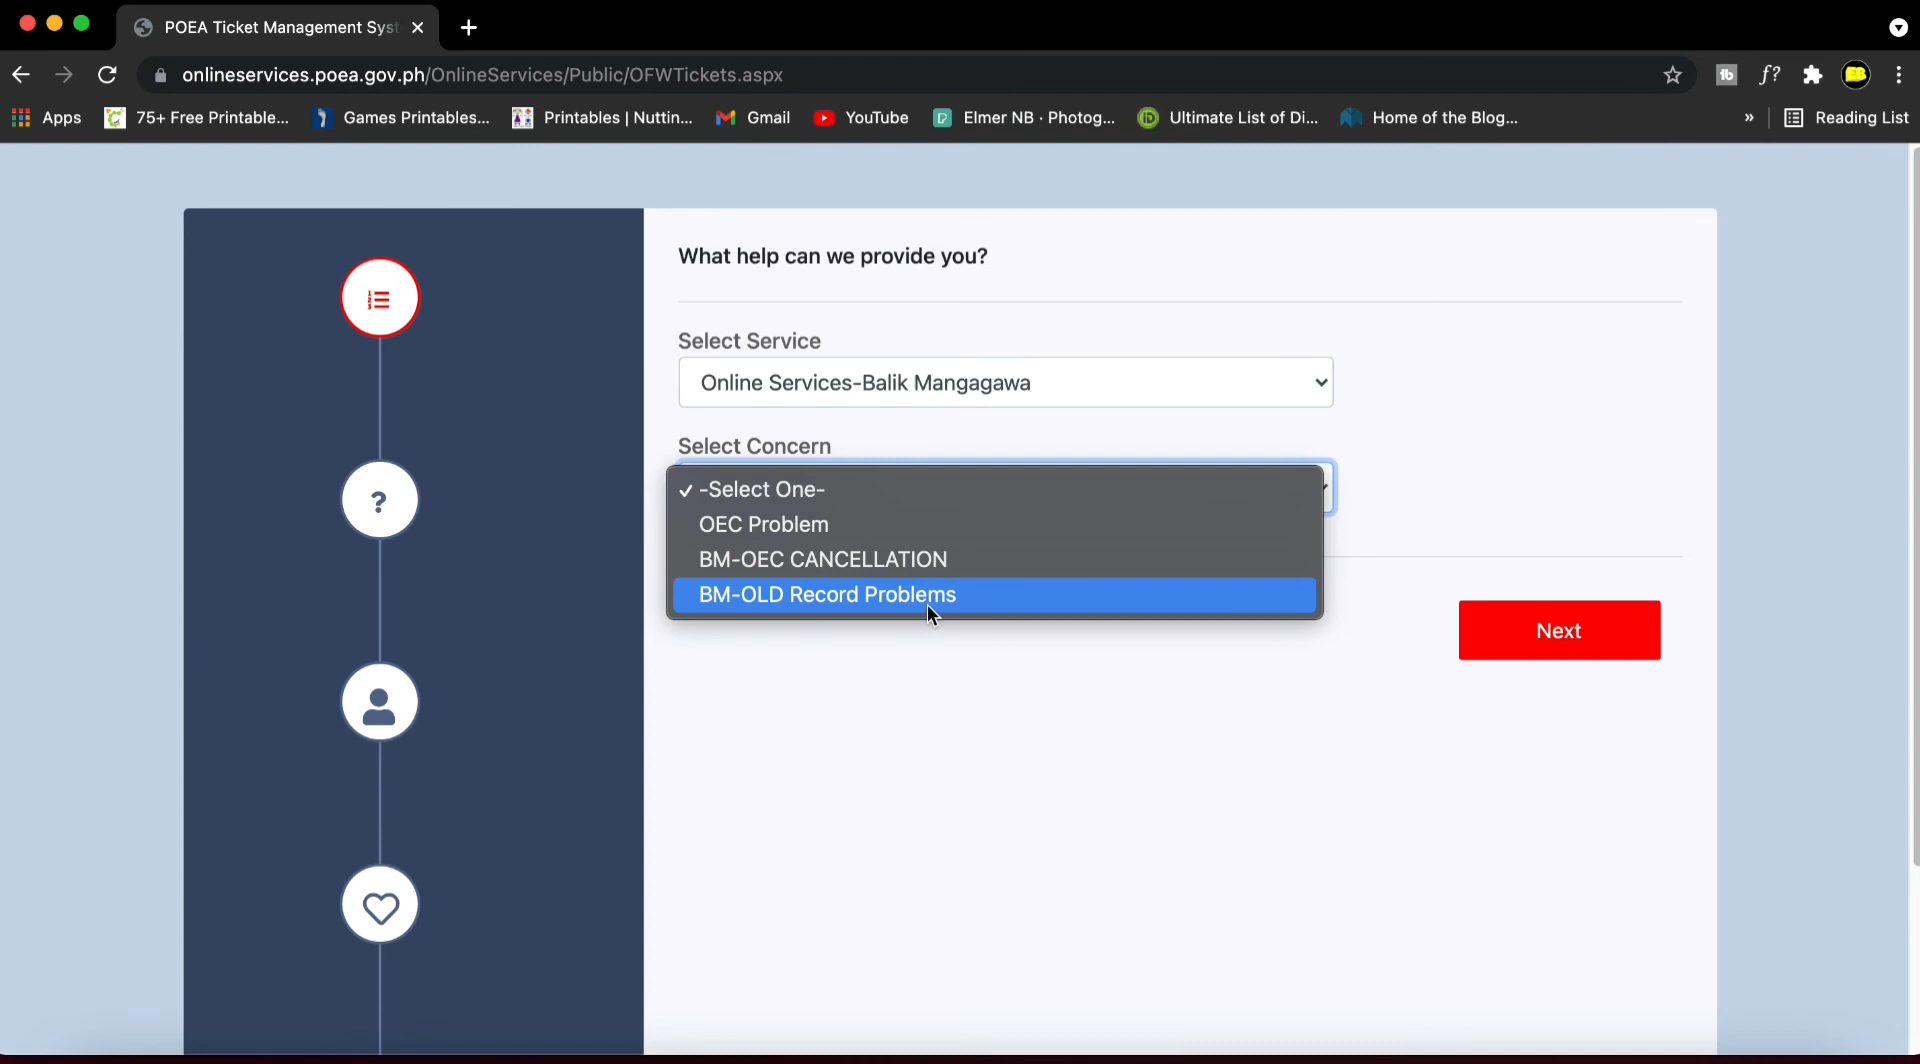 POEA Ticket Management Syst
onlineservices.poea.gov.ph/OnlineServices/Public/OFWTickets.aspx
Apps 75+ Free Printable... Games Printables... Printables | Nuttin... Gmail YouTube Elmer NB · Photog... Ultimate List of Di... Home of the Blog... » Reading List
What help can we provide you?
Select Service
Online Services-Balik Mangagawa
Select Concern
✓ -Select One-
OEC Problem
BM-OEC CANCELLATION
BM-OLD Record Problems
Next